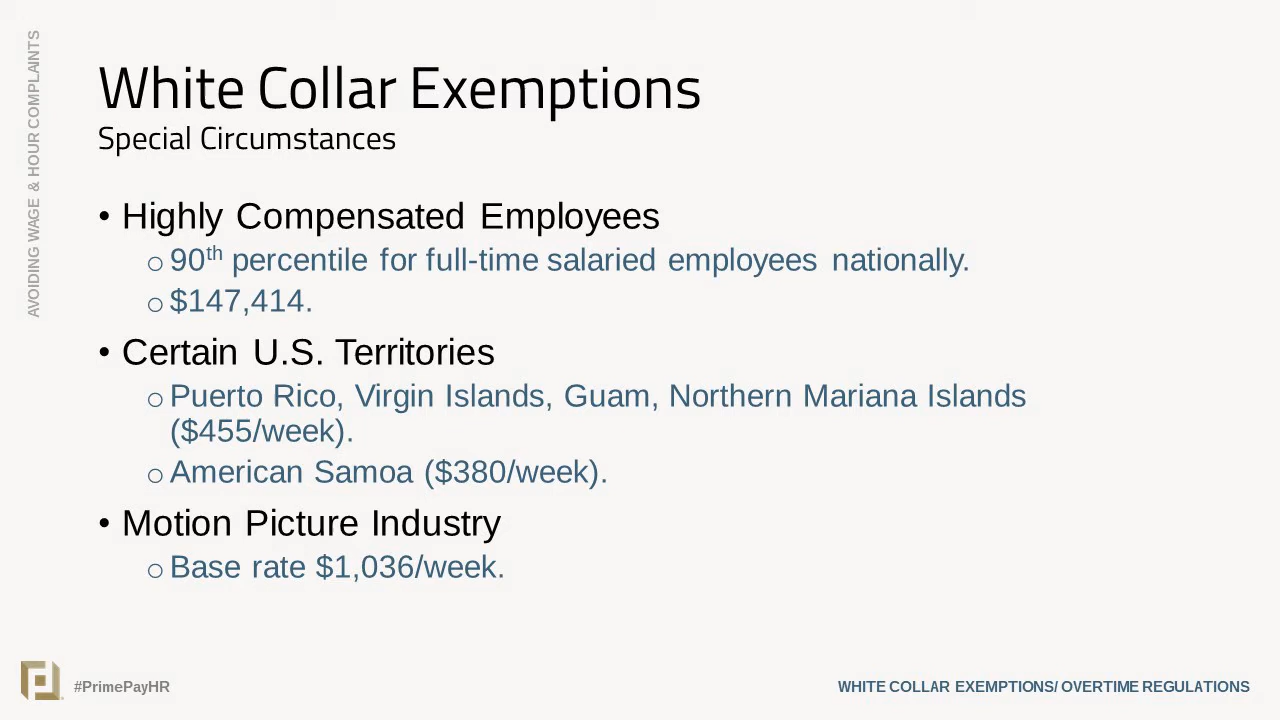 AVOIDING WAGE & HOUR COMPLAINTS
White Collar Exemptions
Special Circumstances
• Highly Compensated Employees
o 90th percentile for full-time salaried employees nationally.
o $147,414.
• Certain U.S. Territories
o Puerto Rico, Virgin Islands, Guam, Northern Mariana Islands
($455/week).
o American Samoa ($380/week).
• Motion Picture Industry
o Base rate $1,036/week.
#PrimePayHR
WHITE COLLAR EXEMPTIONS/ OVERTIME REGULATIONS